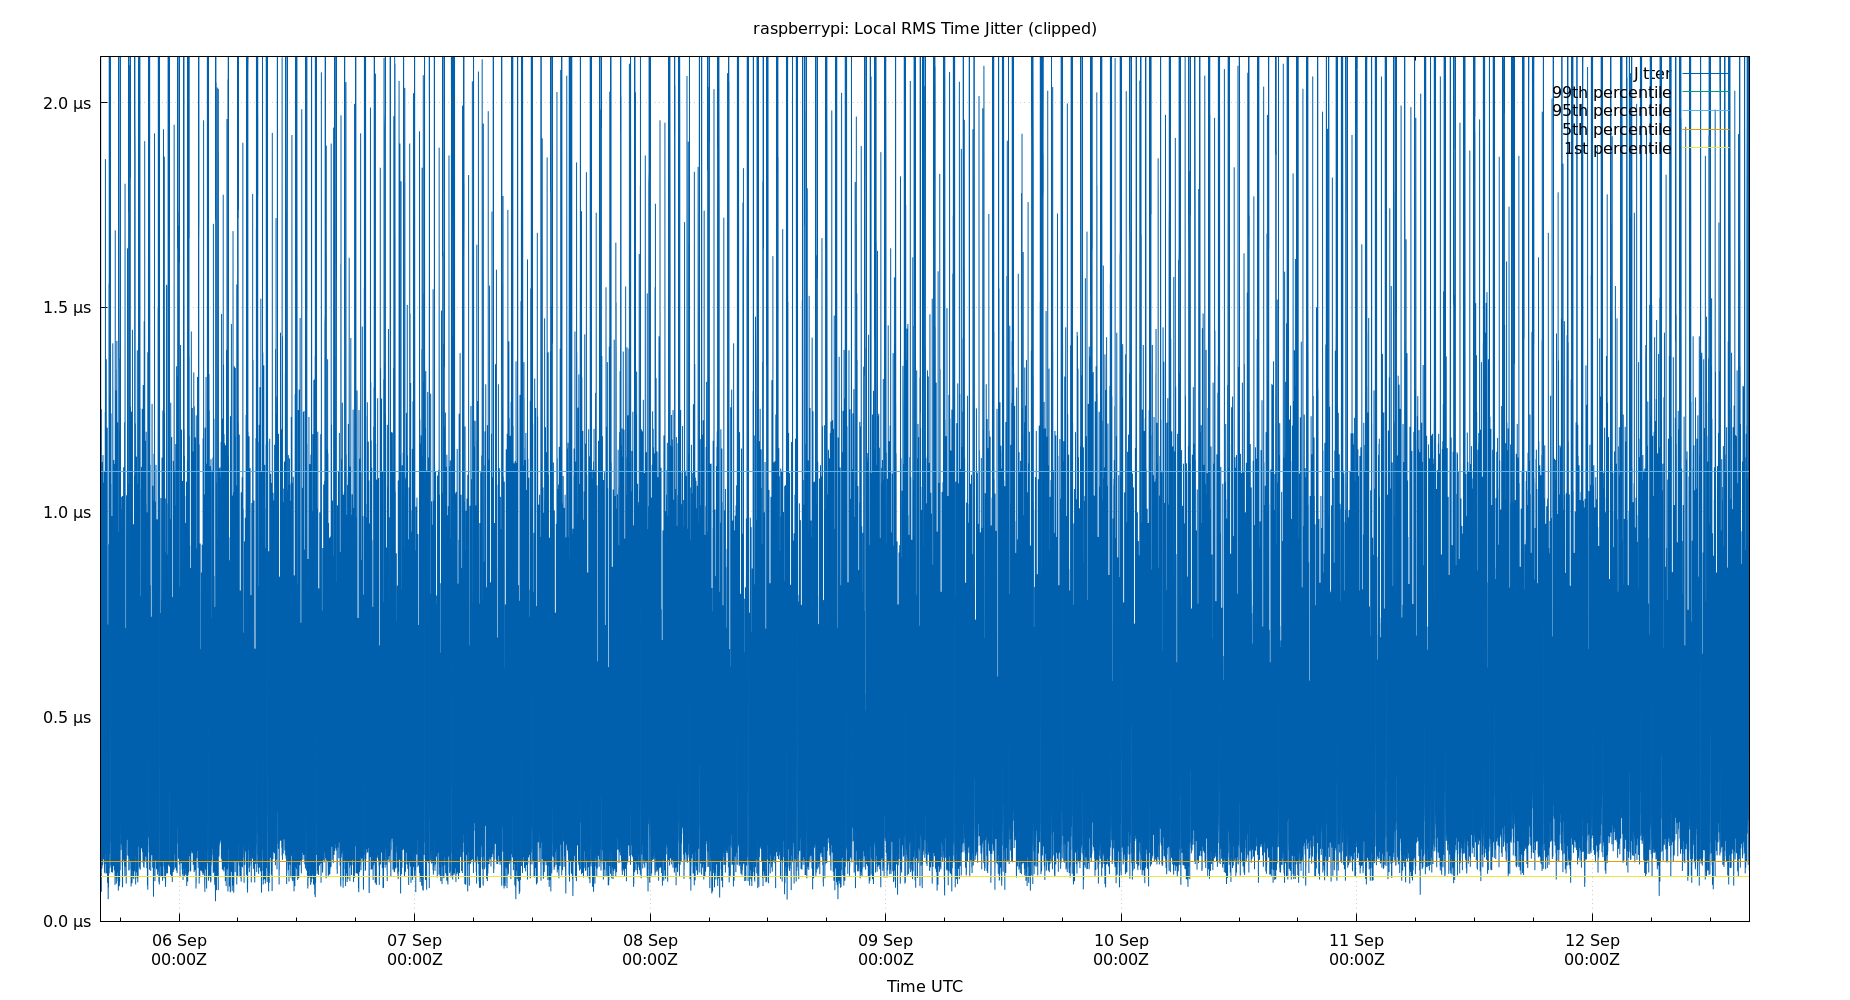 raspberrypi: Local RMS Time Jitter (clipped)
Jitter
99th percentile
95th percentile
5th percentile
1st percentile
2.0 µs
1.5 µs
1.0 µs
0.5 µs
0.0 µs
06 Sep 07 Sep 08 Sep 09 Sep 10 Sep 11 Sep 12 Sep
00:00Z 00:00Z 00:00Z 00:00Z 00:00Z 00:00Z 00:00Z
Time UTC